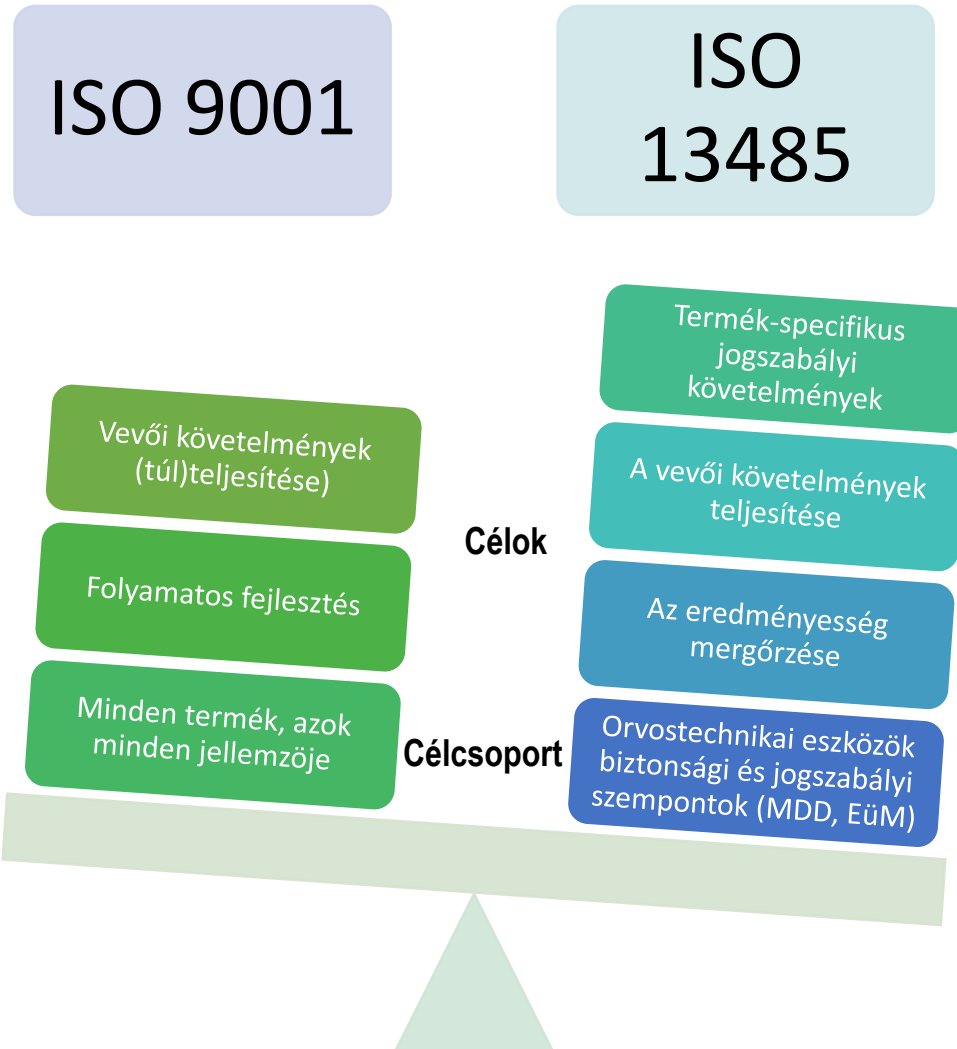 ISO 9001
ISO
13485
Vevői követelmények
(túl)teljesítése)
Folyamatos fejlesztés
Minden termék, azok
minden jellemzöje
Célok
Célcsoport
Termék-specifikus
jogszabályi
követelmények
A vevői követelmények
teljesítése
Az eredményesség
mergőrzése
Orvostechnikai eszközök
biztonsági és jogszabályi
szempontok (MDD, EüM)